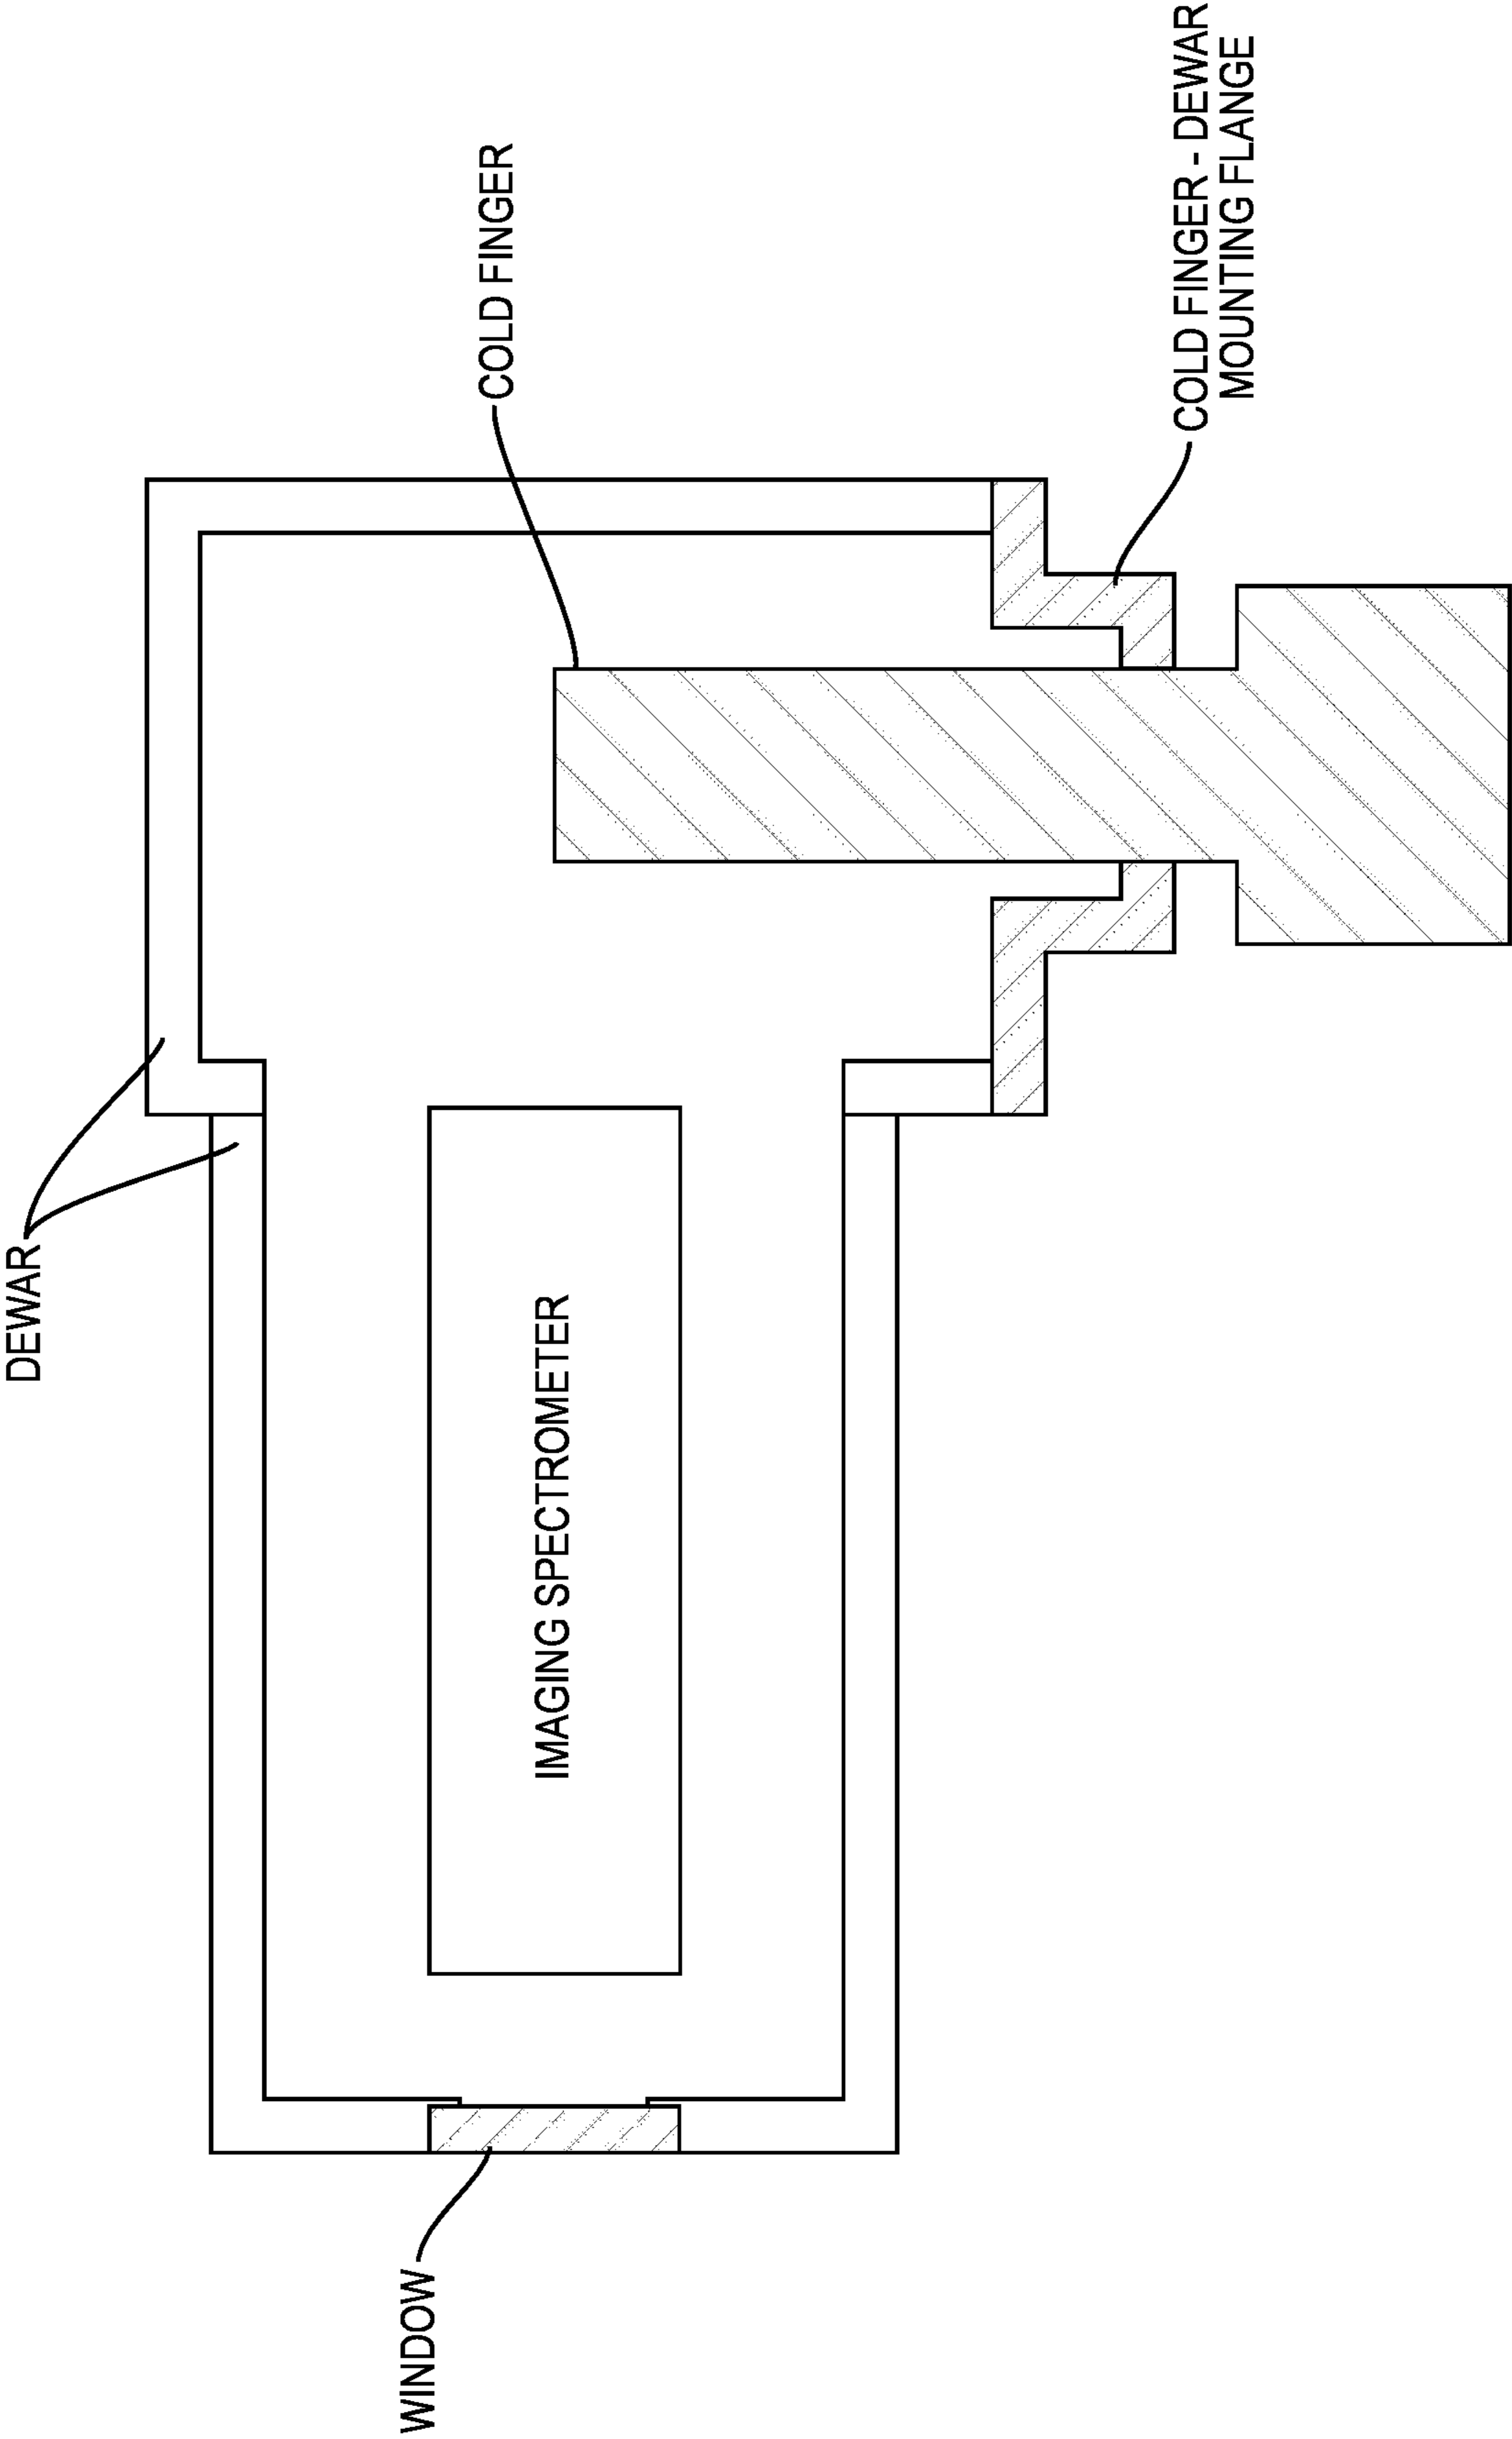 DEWAR
COLD FINGER
WINDOW
IMAGING SPECTROMETER
COLD FINGER - DEWAR
MOUNTING FLANGE